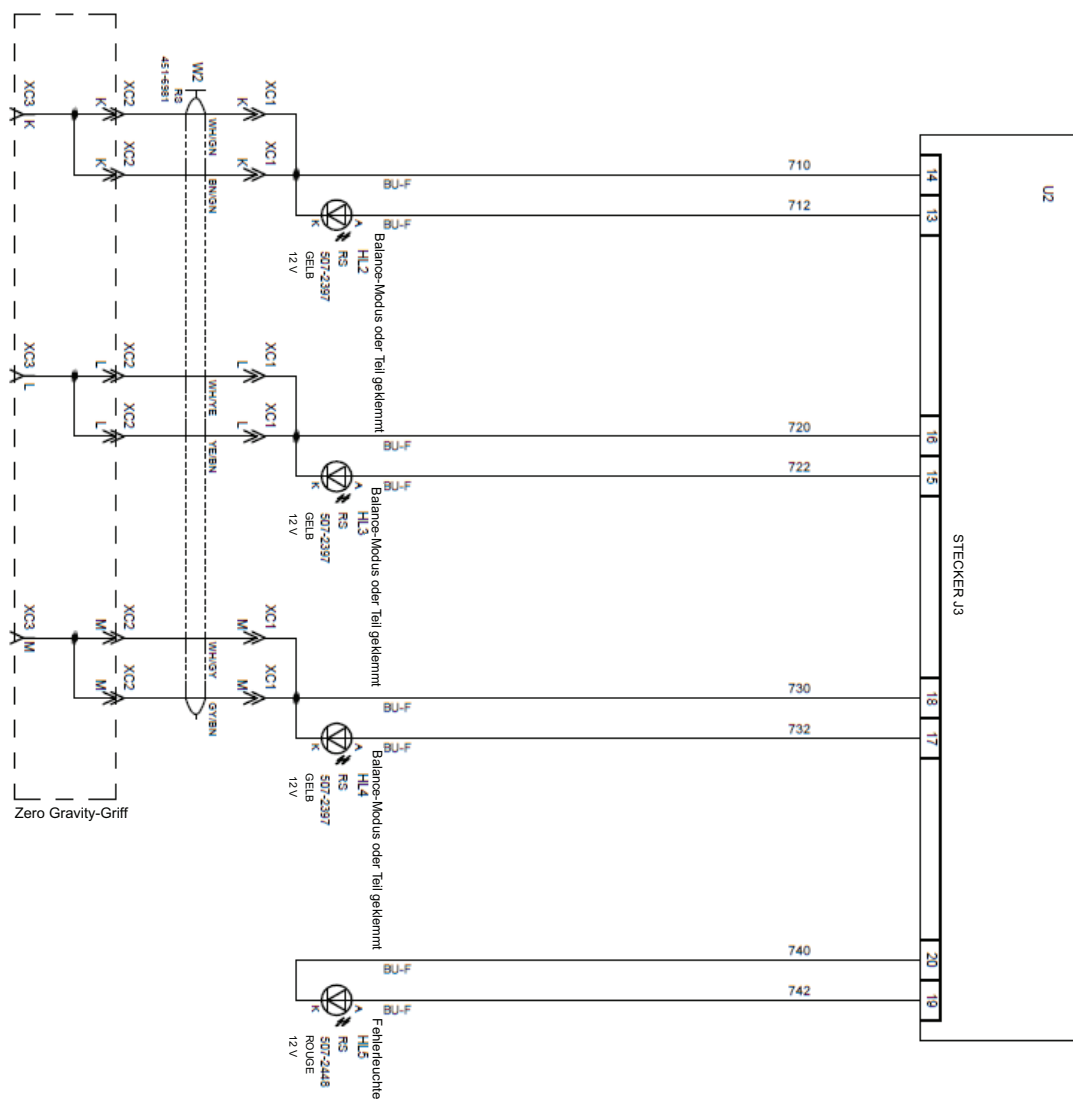 U2
STECKER J3
14
13
16
15
18
17
20
19
710
712
720
722
730
732
740
742
BU-F
BU-F
BU-F
BU-F
BU-F
BU-F
BU-F
BU-F
Balance-Modus oder Teil geklemmt
A
K
HL2
RS
507-2397
GELB
12 V
Balance-Modus oder Teil geklemmt
A
K
HL3
RS
507-2397
GELB
12 V
Balance-Modus oder Teil geklemmt
A
K
HL4
RS
507-2397
GELB
12 V
Fehlerleuchte
A
K
HL5
RS
507-2448
ROUGE
12 V
XC1
K
XC1
K
XC1
L
XC1
L
XC1
M
XC1
M
W2
RS
451-6981
WH/GN
BN/GN
WH/YE
YE/BN
WH/GY
GY/BN
XC2
K
XC2
K
XC2
L
XC2
L
XC2
M
XC2
M
XC3
K
XC3
L
XC3
M
Zero Gravity-Griff